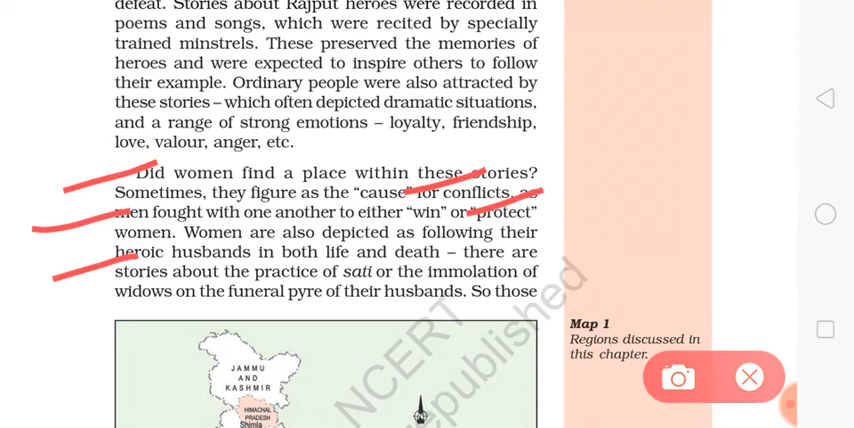 defeat. Stories about Rajput heroes were recorded in
poems and songs, which were recited by specially
trained minstrels. These preserved the memories of
heroes and were expected to inspire others to follow
their example. Ordinary people were also attracted by
these stories – which often depicted dramatic situations,
and a range of strong emotions – loyalty, friendship,
love, valour, anger, etc.
Did women find a place within these stories?
Sometimes, they figure as the “cause” for conflicts, as
men fought with one another to either “win” or “protect”
women. Women are also depicted as following their
heroic husbands in both life and death – there are
stories about the practice of sati or the immolation of
widows on the funeral pyre of their husbands. So those
Map 1
Regions discussed in
this chapter.
JAMMU
AND
KASHMIR
HIMACHAL
PRADESH
Shimla
N
NCERT
republished